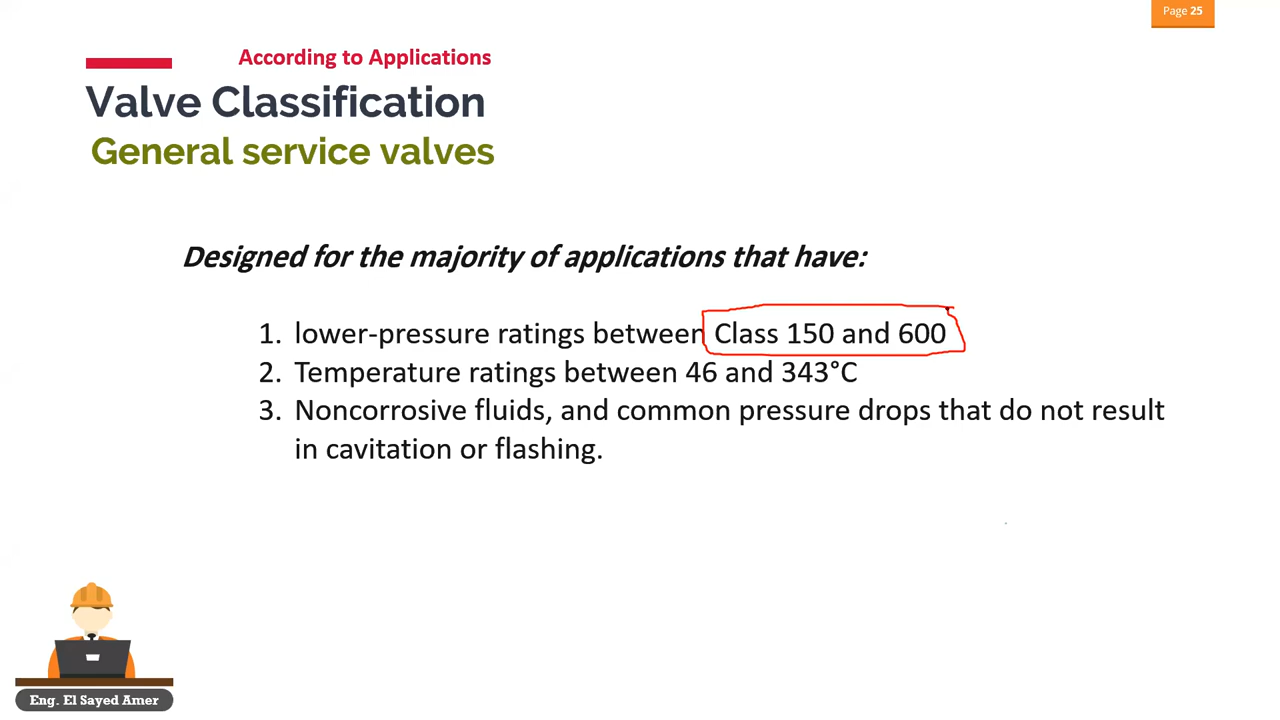 Page 25
According to Applications
Valve Classification
General service valves
Designed for the majority of applications that have:
1. lower-pressure ratings between Class 150 and 600
2. Temperature ratings between 46 and 343°C
3. Noncorrosive fluids, and common pressure drops that do not result
in cavitation or flashing.
Eng. El Sayed Amer